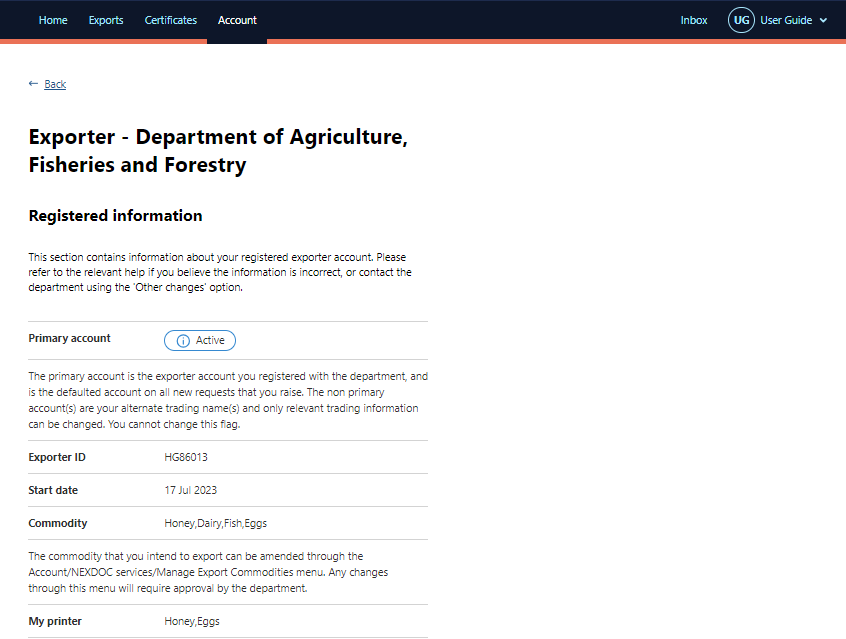 Home Exports Certificates Account Inbox UG User Guide
← Back
Exporter - Department of Agriculture,
Fisheries and Forestry
Registered information
This section contains information about your registered exporter account. Please
refer to the relevant help if you believe the information is incorrect, or contact the
department using the 'Other changes' option.
Primary account Active
The primary account is the exporter account you registered with the department, and
is the defaulted account on all new requests that you raise. The non primary
account(s) are your alternate trading name(s) and only relevant trading information
can be changed. You cannot change this flag.
Exporter ID HG86013
Start date 17 Jul 2023
Commodity Honey,Dairy,Fish,Eggs
The commodity that you intend to export can be amended through the
Account/NEXDOC services/Manage Export Commodities menu. Any changes
through this menu will require approval by the department.
My printer Honey,Eggs